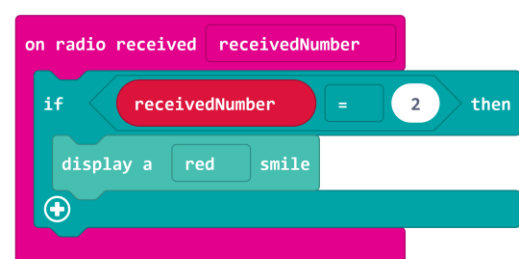 on radio received receivedNumber
if receivedNumber = 2 then
display a red smile